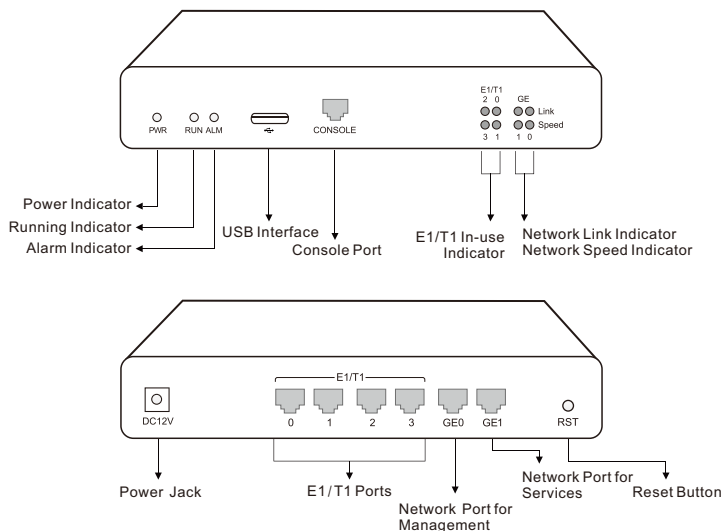 E1/T1
2 0 GE
Link
Speed
3 1 1 0
PWR RUN ALM CONSOLE
Power Indicator
Running Indicator
Alarm Indicator
USB Interface
Console Port
E1/T1 In-use
Indicator
Network Link Indicator
Network Speed Indicator
E1/T1
DC12V 0 1 2 3 GE0 GE1 RST
Power Jack
E1/T1 Ports
Network Port for
Management
Network Port for
Services
Reset Button